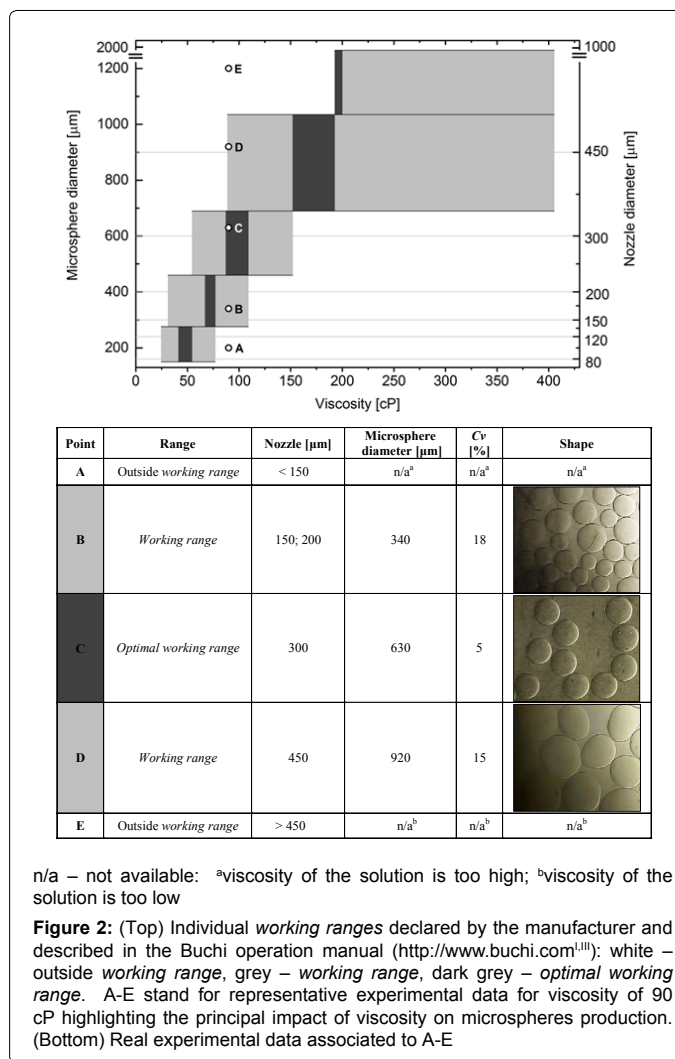 2000
1200
1000
800
600
400
200
Microsphere diameter [µm]
1000
450
300
200
150
120
80
Nozzle diameter [µm]
E
D
C
B
A
0 50 100 150 200 250 300 350 400
Viscosity [cP]
Point Range Nozzle [µm] Microsphere diameter [µm] Cv [%] Shape
A Outside working range < 150 n/aᵃ n/aᵃ n/aᵃ
B Working range 150; 200 340 18
C Optimal working range 300 630 5
D Working range 450 920 15
E Outside working range > 450 n/aᵇ n/aᵇ n/aᵇ
n/a – not available: ᵃviscosity of the solution is too high; ᵇviscosity of the
solution is too low
Figure 2: (Top) Individual working ranges declared by the manufacturer and
described in the Buchi operation manual (http://www.buchi.comᴵ,ᴵᴵᴵ): white –
outside working range, grey – working range, dark grey – optimal working
range. A-E stand for representative experimental data for viscosity of 90
cP highlighting the principal impact of viscosity on microspheres production.
(Bottom) Real experimental data associated to A-E